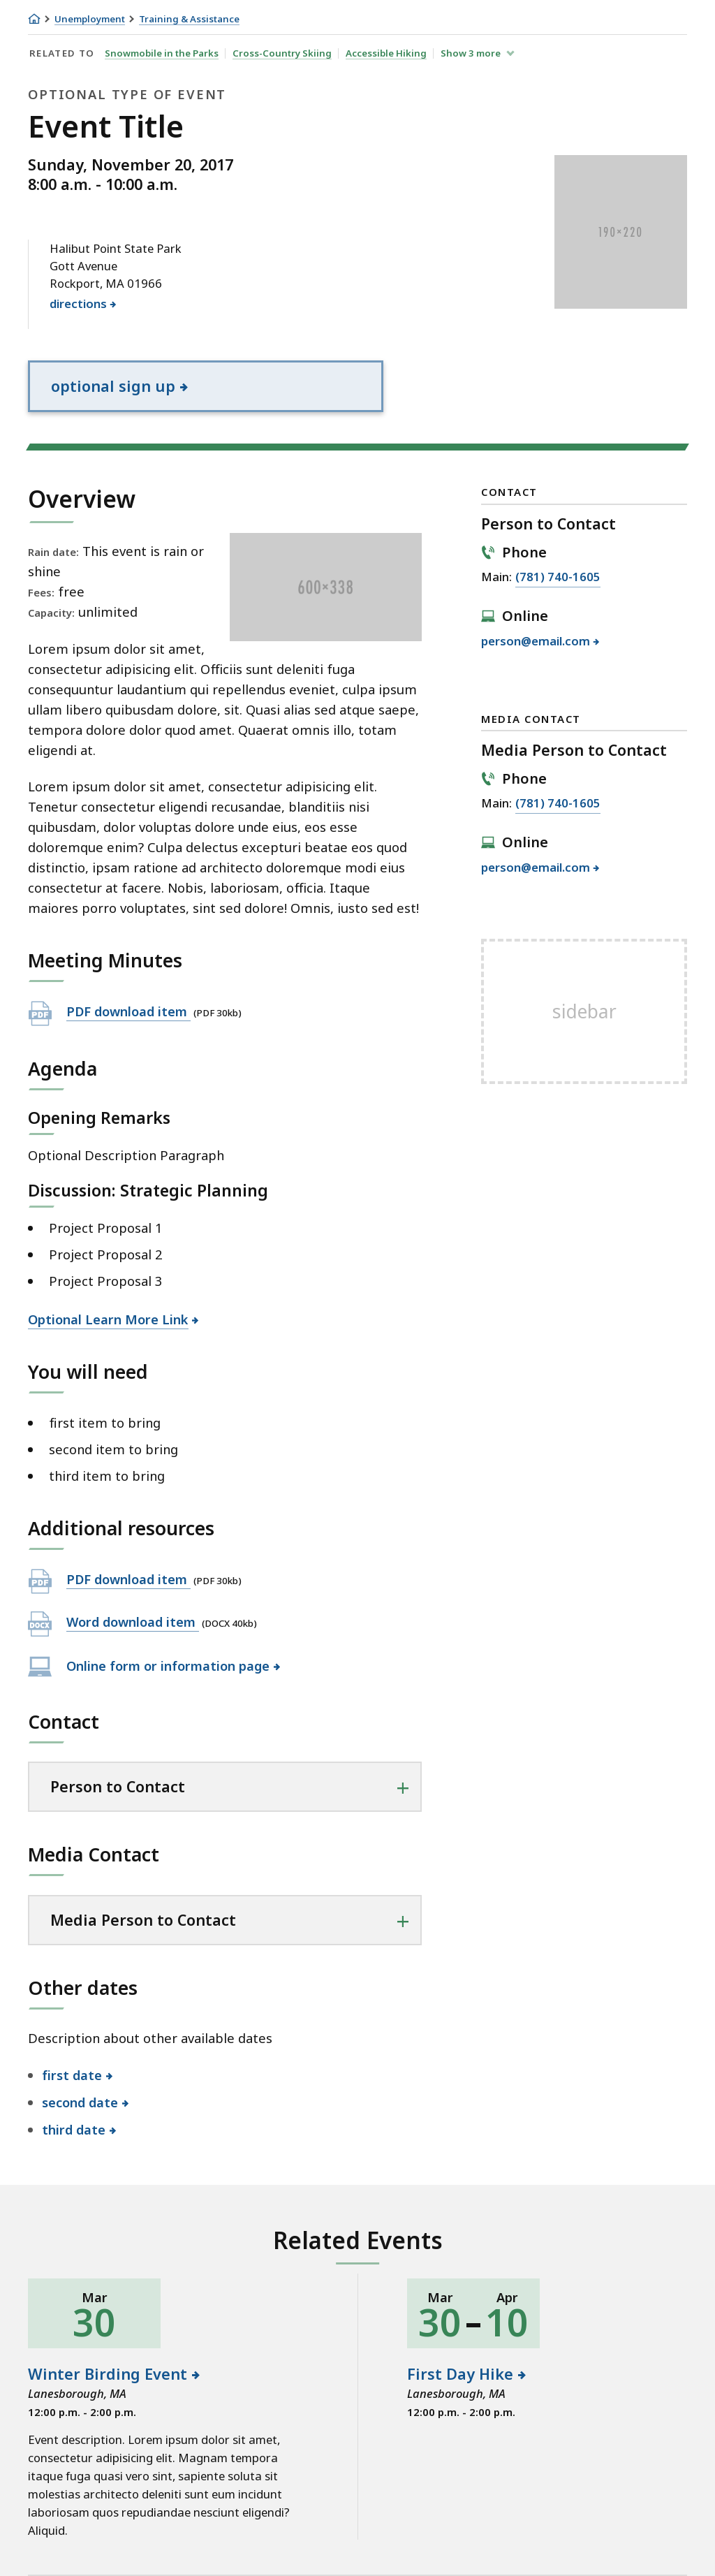 Unemployment Training & Assistance
RELATED TO Snowmobile in the Parks Cross-Country Skiing Accessible Hiking Show 3 more
OPTIONAL TYPE OF EVENT
Event Title
Sunday, November 20, 2017
8:00 a.m. - 10:00 a.m.
190×220
Halibut Point State Park
Gott Avenue
Rockport, MA 01966
directions
optional sign up
Overview
Rain date: This event is rain or
shine
Fees: free
Capacity: unlimited
600×338
Lorem ipsum dolor sit amet,
consectetur adipisicing elit. Officiis sunt deleniti fuga
consequuntur laudantium qui repellendus eveniet, culpa ipsum
ullam libero quibusdam dolore, sit. Quasi alias sed atque saepe,
tempora dolore dolor quod amet. Quaerat omnis illo, totam
eligendi at.
Lorem ipsum dolor sit amet, consectetur adipisicing elit.
Tenetur consectetur eligendi recusandae, blanditiis nisi
quibusdam, dolor voluptas dolore unde eius, eos esse
doloremque enim? Culpa delectus excepturi beatae eos quod
distinctio, ipsam ratione ad architecto doloremque modi eius
consectetur at facere. Nobis, laboriosam, officia. Itaque
maiores porro voluptates, sint sed dolore! Omnis, iusto sed est!
Meeting Minutes
PDF
PDF download item (PDF 30kb)
Agenda
Opening Remarks
Optional Description Paragraph
Discussion: Strategic Planning
Project Proposal 1
Project Proposal 2
Project Proposal 3
Optional Learn More Link
You will need
first item to bring
second item to bring
third item to bring
Additional resources
PDF
PDF download item (PDF 30kb)
DOCX
Word download item (DOCX 40kb)
Online form or information page
Contact
Person to Contact
Media Contact
Media Person to Contact
Other dates
Description about other available dates
first date
second date
third date
CONTACT
Person to Contact
Phone
Main: (781) 740-1605
Online
person@email.com
MEDIA CONTACT
Media Person to Contact
Phone
Main: (781) 740-1605
Online
person@email.com
sidebar
Related Events
Mar
30
Winter Birding Event
Lanesborough, MA
12:00 p.m. - 2:00 p.m.
Event description. Lorem ipsum dolor sit amet,
consectetur adipisicing elit. Magnam tempora
itaque fuga quasi vero sint, sapiente soluta sit
molestias architecto deleniti sunt eum incidunt
laboriosam quos repudiandae nesciunt eligendi?
Aliquid.
Mar Apr
30 – 10
First Day Hike
Lanesborough, MA
12:00 p.m. - 2:00 p.m.